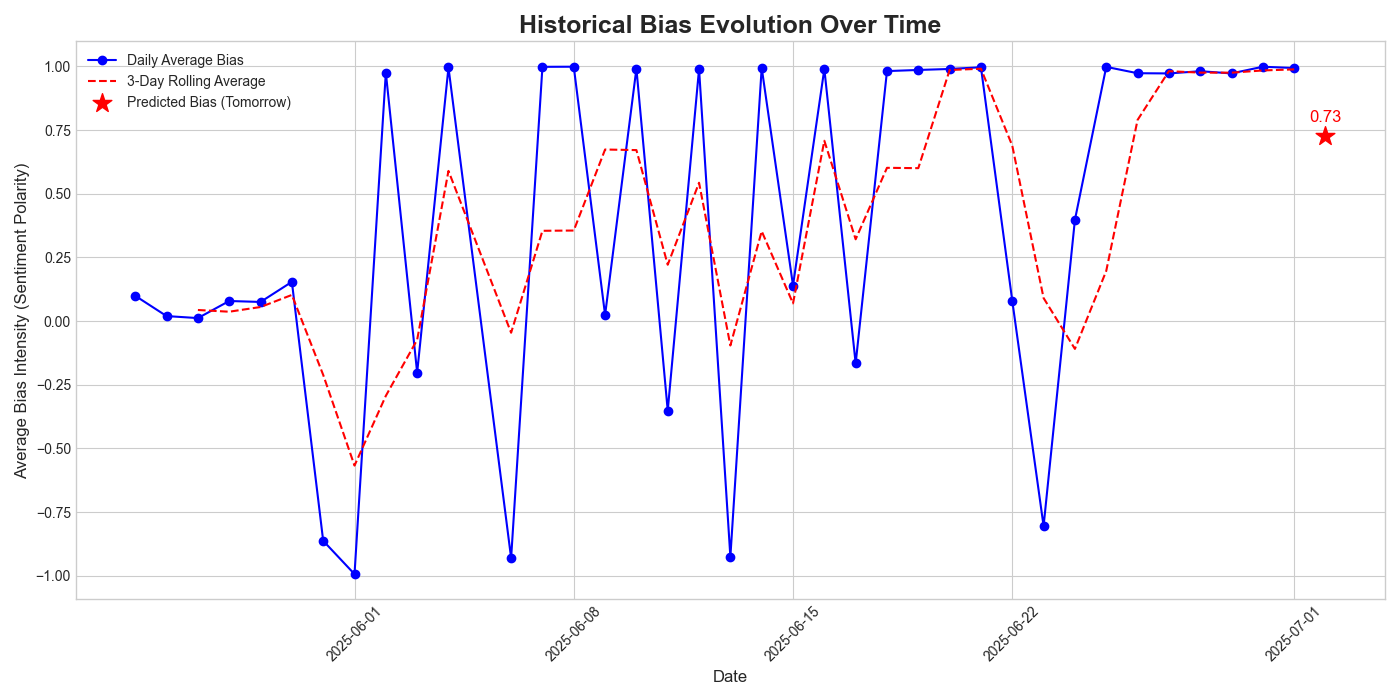 Historical Bias Evolution Over Time
Daily Average Bias
3-Day Rolling Average
Predicted Bias (Tomorrow)
1.00
0.75
0.50
0.25
0.00
−0.25
−0.50
−0.75
−1.00
Average Bias Intensity (Sentiment Polarity)
0.73
2025-06-01
2025-06-08
2025-06-15
2025-06-22
2025-07-01
Date